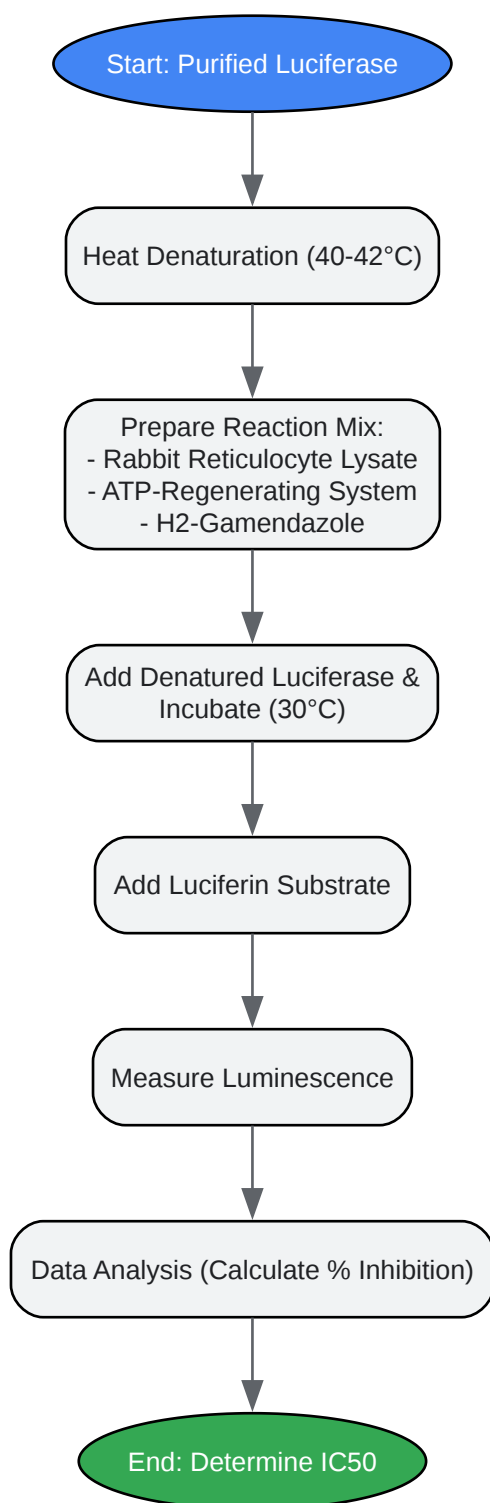 Start: Purified Luciferase
Heat Denaturation (40-42°C)
Prepare Reaction Mix:
- Rabbit Reticulocyte Lysate
- ATP-Regenerating System
- H2-Gamendazole
Add Denatured Luciferase &
Incubate (30°C)
Add Luciferin Substrate
Measure Luminescence
Data Analysis (Calculate % Inhibition)
End: Determine IC50